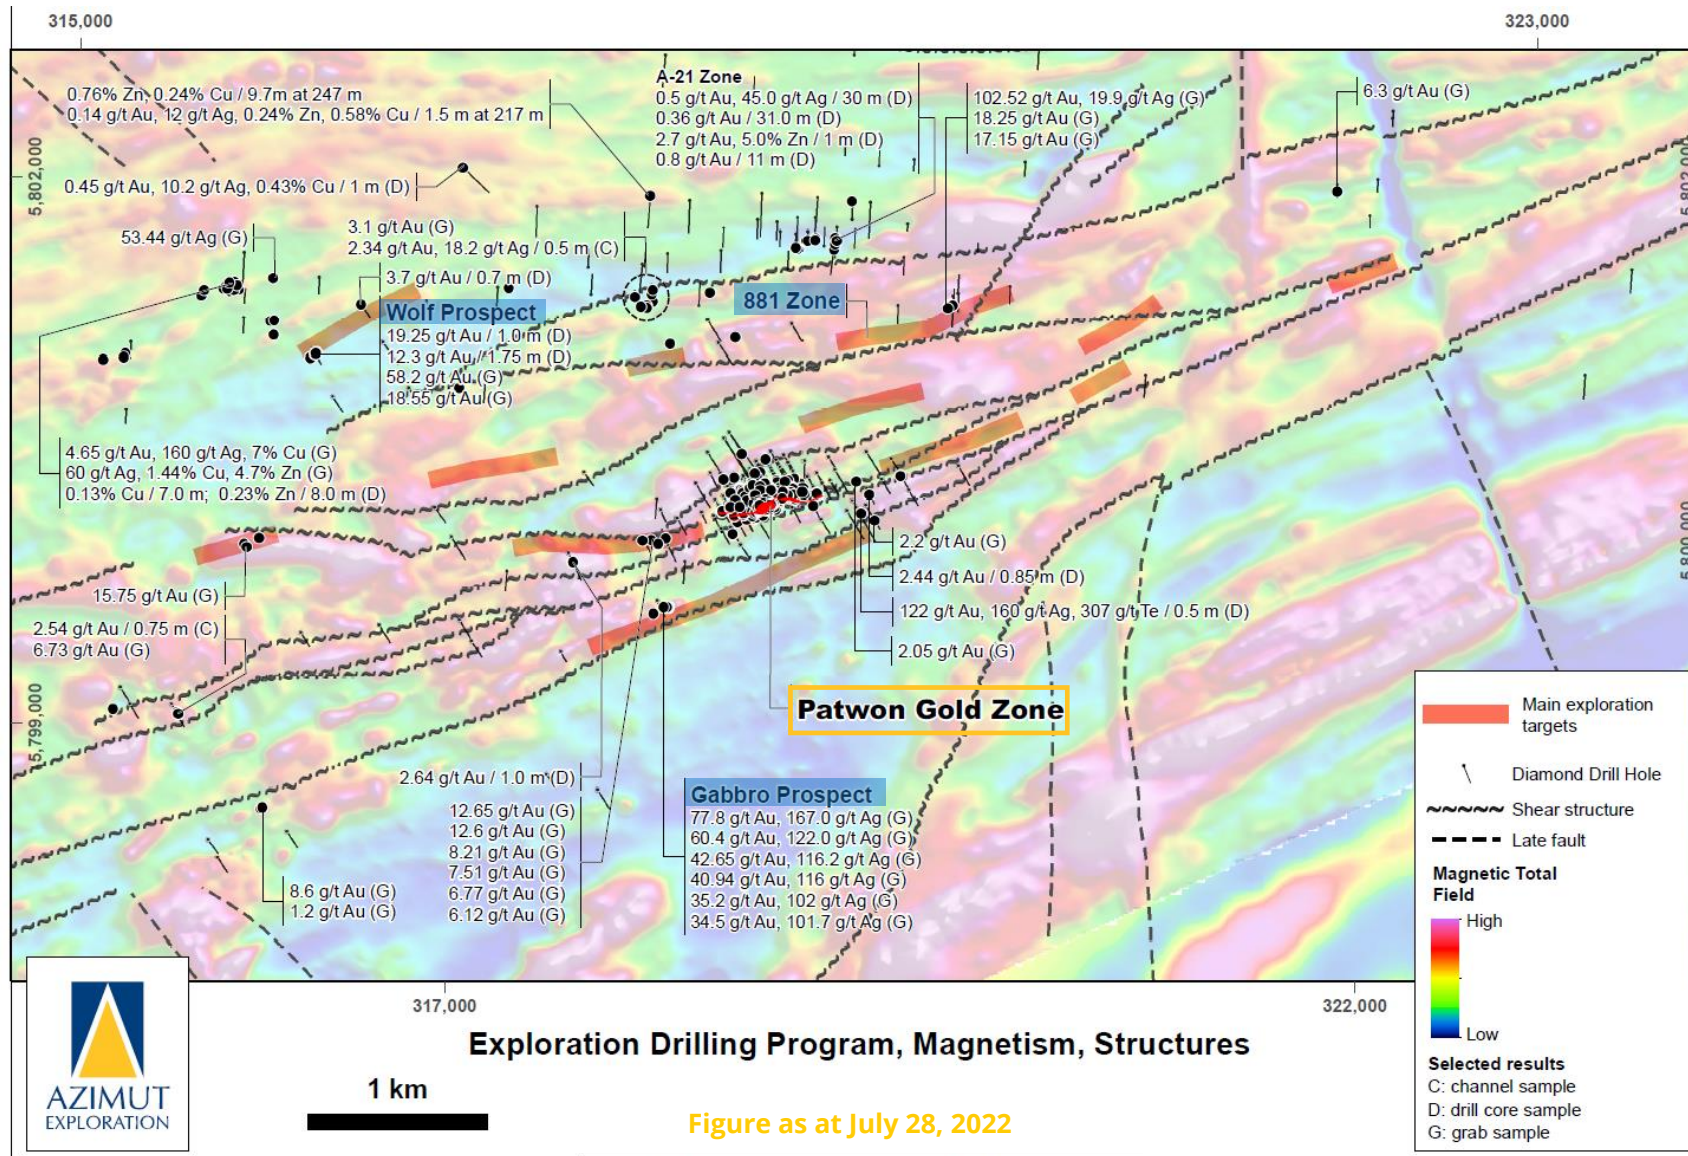 315,000
323,000
5,802,000
5,799,000
5,802,000
5,800,000
0.76% Zn, 0.24% Cu / 9.7m at 247 m
0.14 g/t Au, 12 g/t Ag, 0.24% Zn, 0.58% Cu / 1.5 m at 217 m
0.45 g/t Au, 10.2 g/t Ag, 0.43% Cu / 1 m (D)
A-21 Zone
0.5 g/t Au, 45.0 g/t Ag / 30 m (D)
0.36 g/t Au / 31.0 m (D)
2.7 g/t Au, 5.0% Zn / 1 m (D)
0.8 g/t Au / 11 m (D)
102.52 g/t Au, 19.9 g/t Ag (G)
18.25 g/t Au (G)
17.15 g/t Au (G)
6.3 g/t Au (G)
53.44 g/t Ag (G)
3.1 g/t Au (G)
2.34 g/t Au, 18.2 g/t Ag / 0.5 m (C)
3.7 g/t Au / 0.7 m (D)
Wolf Prospect
19.25 g/t Au / 1.0 m (D)
12.3 g/t Au / 1.75 m (D)
58.2 g/t Au (G)
18.55 g/t Au (G)
881 Zone
4.65 g/t Au, 160 g/t Ag, 7% Cu (G)
60 g/t Ag, 1.44% Cu, 4.7% Zn (G)
0.13% Cu / 7.0 m; 0.23% Zn / 8.0 m (D)
15.75 g/t Au (G)
2.54 g/t Au / 0.75 m (C)
6.73 g/t Au (G)
2.2 g/t Au (G)
2.44 g/t Au / 0.85 m (D)
122 g/t Au, 160 g/t Ag, 307 g/t Te / 0.5 m (D)
2.05 g/t Au (G)
Patwon Gold Zone
2.64 g/t Au / 1.0 m (D)
12.65 g/t Au (G)
12.6 g/t Au (G)
8.21 g/t Au (G)
7.51 g/t Au (G)
6.77 g/t Au (G)
6.12 g/t Au (G)
8.6 g/t Au (G)
1.2 g/t Au (G)
Gabbro Prospect
77.8 g/t Au, 167.0 g/t Ag (G)
60.4 g/t Au, 122.0 g/t Ag (G)
42.65 g/t Au, 116.2 g/t Ag (G)
40.94 g/t Au, 116 g/t Ag (G)
35.2 g/t Au, 102 g/t Ag (G)
34.5 g/t Au, 101.7 g/t Ag (G)
Main exploration
targets
Diamond Drill Hole
Shear structure
Late fault
Magnetic Total
Field
High
Low
Selected results
C: channel sample
D: drill core sample
G: grab sample
317,000
322,000
AZIMUT
EXPLORATION
Exploration Drilling Program, Magnetism, Structures
1 km
Figure as at July 28, 2022